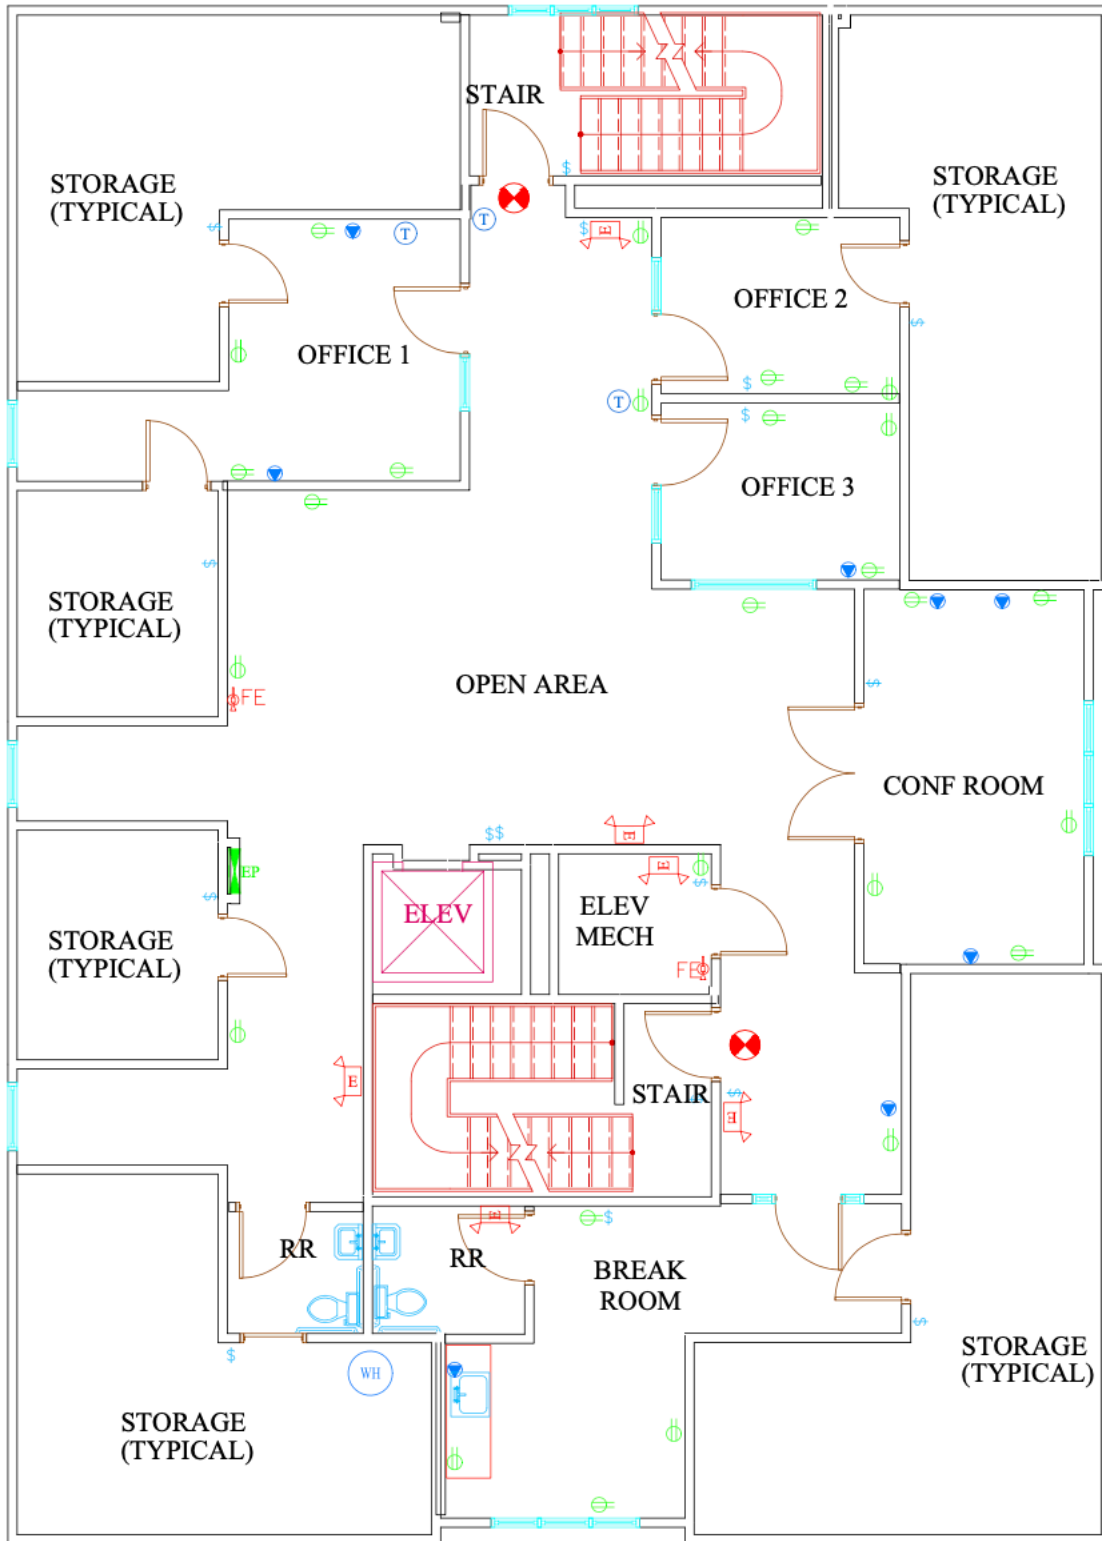 STAIR
$
STORAGE
(TYPICAL)
STORAGE
(TYPICAL)
$
T
T
$
E
OFFICE 2
OFFICE 1
$
$
T
$
OFFICE 3
$
STORAGE
(TYPICAL)
OPEN AREA
$
FE
CONF ROOM
$$
E
E
EP
$
$
ELEV
ELEV
MECH
STORAGE
(TYPICAL)
FE
E
STAIR
$
$
E
E
$
RR
RR
BREAK
ROOM
$
STORAGE
(TYPICAL)
$
WH
STORAGE
(TYPICAL)